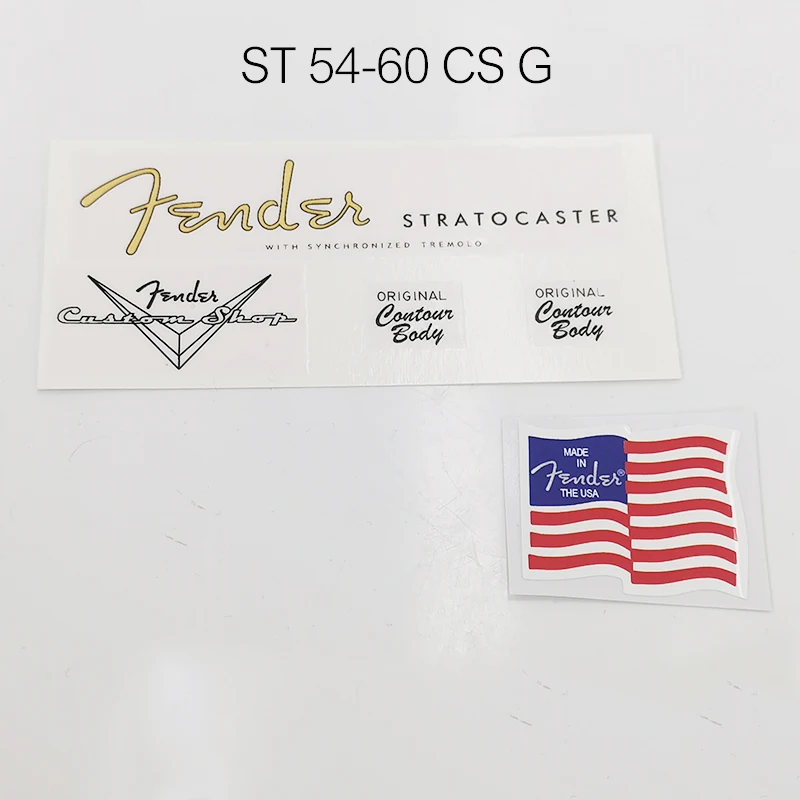 ST 54-60 CS G
Fender STRATOCASTER
WITH SYNCHRONIZED TREMOLO
Fender
Custom Shop
ORIGINAL
Contour
Body
ORIGINAL
Contour
Body
MADE
IN
Fender®
THE USA